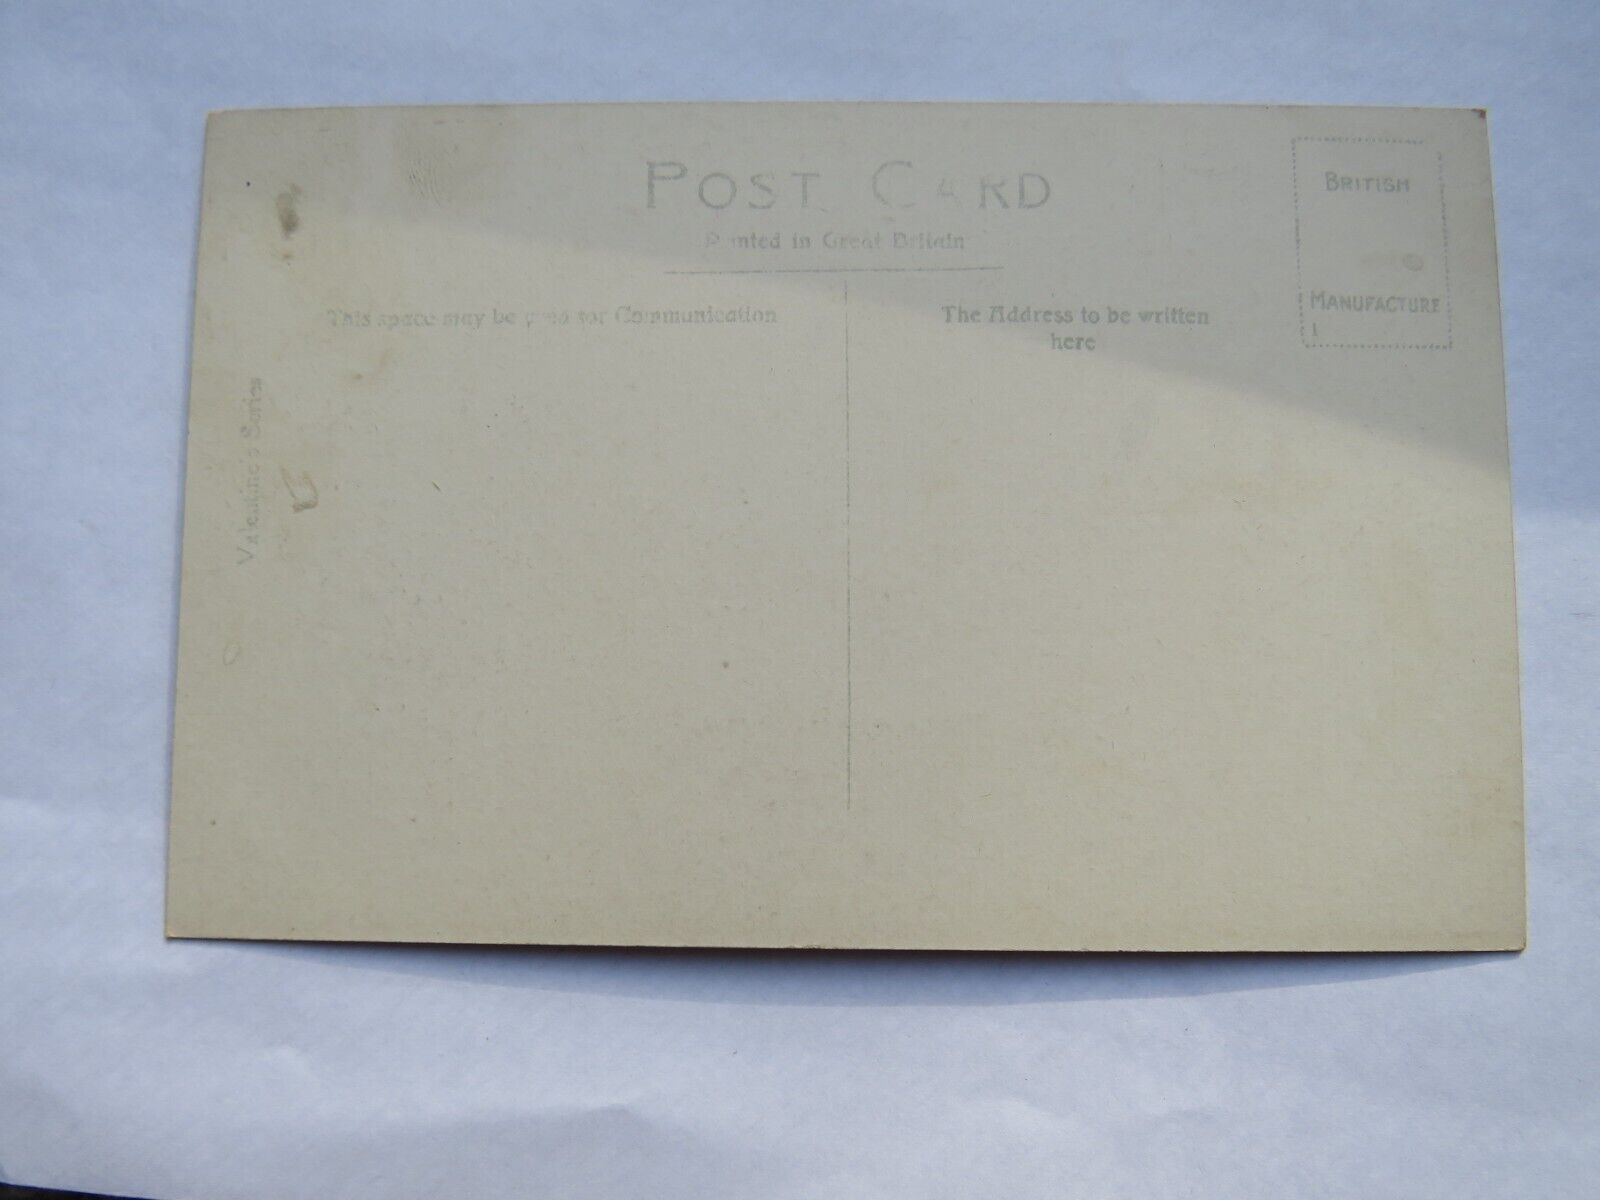 POST CARD
Printed in Great Britain
BRITISH
MANUFACTURE
This space may be used for Communication
The Address to be written
here
Valentine's Series